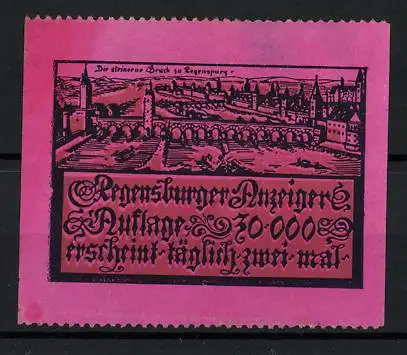 Die steinerne Bruck zu Regenspurg
Regensburger Anzeiger
Auflage 30·000
erscheint · täglich · zwei · mal ·